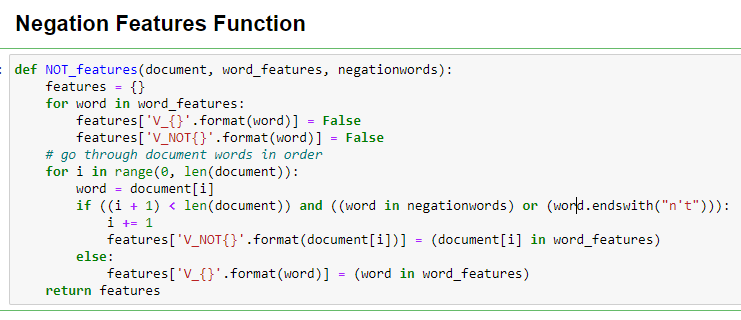 Negation Features Function
: def NOT_features(document, word_features, negationwords):
    features = {}
    for word in word_features:
        features['V_{}'.format(word)] = False
        features['V_NOT{}'.format(word)] = False
    # go through document words in order
    for i in range(0, len(document)):
        word = document[i]
        if ((i + 1) < len(document)) and ((word in negationwords) or (word.endswith("n't"))):
            i += 1
            features['V_NOT{}'.format(document[i])] = (document[i] in word_features)
        else:
            features['V_{}'.format(word)] = (word in word_features)
    return features